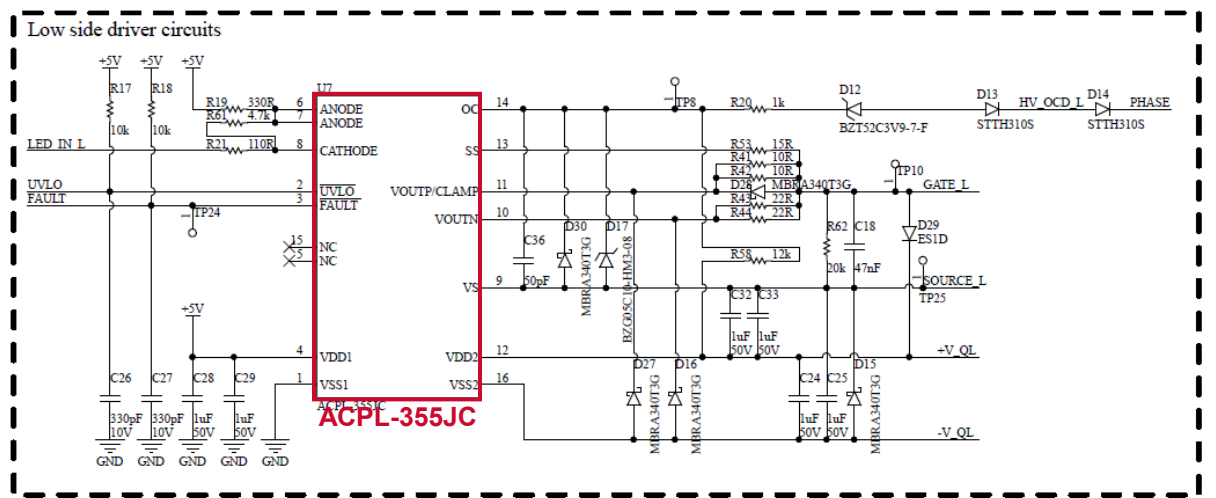 Low side driver circuits
+5V +5V +5V
R17 R18
10k 10k
U7
R19 330R 6 ANODE
R61 4.7k 7 ANODE
LED_IN_L R21 110R 8 CATHODE
UVLO 2 UVLO
FAULT 3 FAULT
1 TP24
15 NC
5 NC
+5V
4 VDD1
1 VSS1
C26 C27 C28 C29
330pF 330pF 1uF 1uF
10V 10V 50V 50V
GND GND GND GND GND
ACPL-355JC
ACPL-355JC
OC 14
SS 13
VOUTP/CLAMP 11
VOUTN 10
VS 9
VDD2 12
VSS2 16
1 TP8
R20 1k
D12
BZT52C3V9-7-F
D13 HV_OCD_L D14 PHASE
STTH310S STTH310S
R53 15R
R41 10R
R42 10R
D28 MBRA340T3G
R43 22R
R44 22R
1 TP10
GATE_L
C36
50pF
D30
MBRA340T3G
D17
BZG05C10-HM3-08
R58 12k
R62
20k
C18
47nF
D29
ES1D
1 SOURCE_L
TP25
C32 C33
1uF 1uF
50V 50V
+V_QL
D27
MBRA340T3G
D16
MBRA340T3G
C24 C25
1uF 1uF
50V 50V
D15
MBRA340T3G
-V_QL